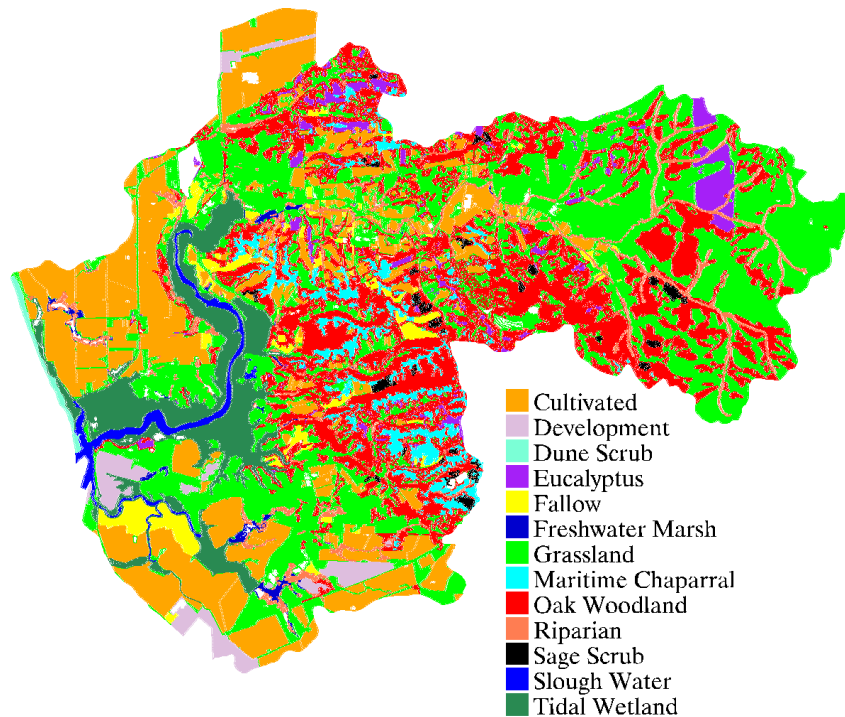 Cultivated
Development
Dune Scrub
Eucalyptus
Fallow
Freshwater Marsh
Grassland
Maritime Chaparral
Oak Woodland
Riparian
Sage Scrub
Slough Water
Tidal Wetland